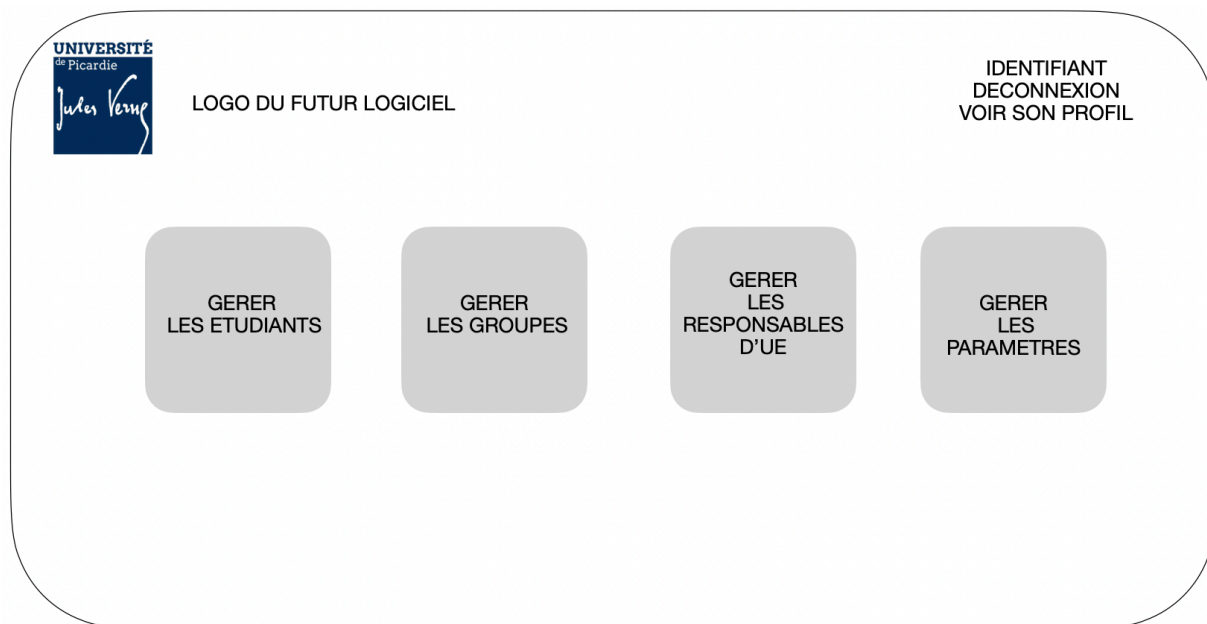 UNIVERSITÉ
de Picardie
Jules Verne
LOGO DU FUTUR LOGICIEL
IDENTIFIANT
DECONNEXION
VOIR SON PROFIL
GERER
LES ETUDIANTS
GERER
LES GROUPES
GERER
LES
RESPONSABLES
D’UE
GERER
LES
PARAMETRES